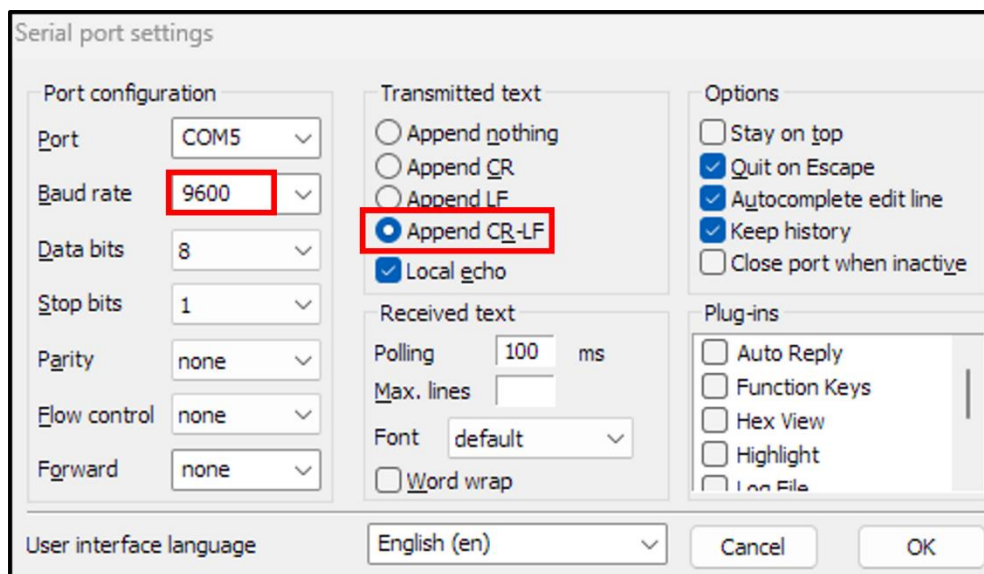 Serial port settings
Port configuration
Port COM5
Baud rate 9600
Data bits 8
Stop bits 1
Parity none
Flow control none
Forward none
Transmitted text
Append nothing
Append CR
Append LF
Append CR-LF
Local echo
Received text
Polling 100 ms
Max. lines
Font default
Word wrap
Options
Stay on top
Quit on Escape
Autocomplete edit line
Keep history
Close port when inactive
Plug-ins
Auto Reply
Function Keys
Hex View
Highlight
Log File
User interface language English (en) Cancel OK